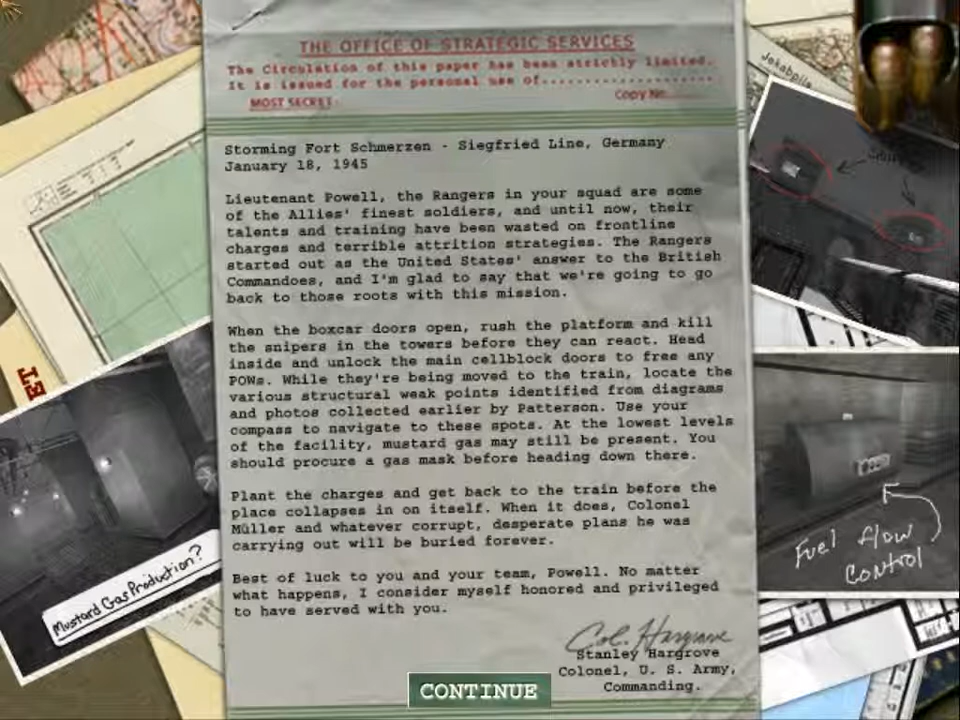 THE OFFICE OF STRATEGIC SERVICES
The Circulation of this paper has been strictly limited.
It is issued for the personal use of......................
MOST SECRET
Copy No.
Storming Fort Schmerzen - Siegfried Line, Germany
January 18, 1945
Lieutenant Powell, the Rangers in your squad are some
of the Allies' finest soldiers, and until now, their
talents and training have been wasted on frontline
charges and terrible attrition strategies. The Rangers
started out as the United States' answer to the British
Commandoes, and I'm glad to say that we're going to go
back to those roots with this mission.
When the boxcar doors open, rush the platform and kill
the snipers in the towers before they can react. Head
inside and unlock the main cellblock doors to free any
POWs. While they're being moved to the train, locate the
various structural weak points identified from diagrams
and photos collected earlier by Patterson. Use your
compass to navigate to these spots. At the lowest levels
of the facility, mustard gas may still be present. You
should procure a gas mask before heading down there.
Plant the charges and get back to the train before the
place collapses in on itself. When it does, Colonel
Müller and whatever corrupt, desperate plans he was
carrying out will be buried forever.
Best of luck to you and your team, Powell. No matter
what happens, I consider myself honored and privileged
to have served with you.
Col. Hargrove
Stanley Hargrove
Colonel, U. S. Army,
Commanding.
CONTINUE
Mustard Gas Production?
Jekabpils
Fuel flow
control